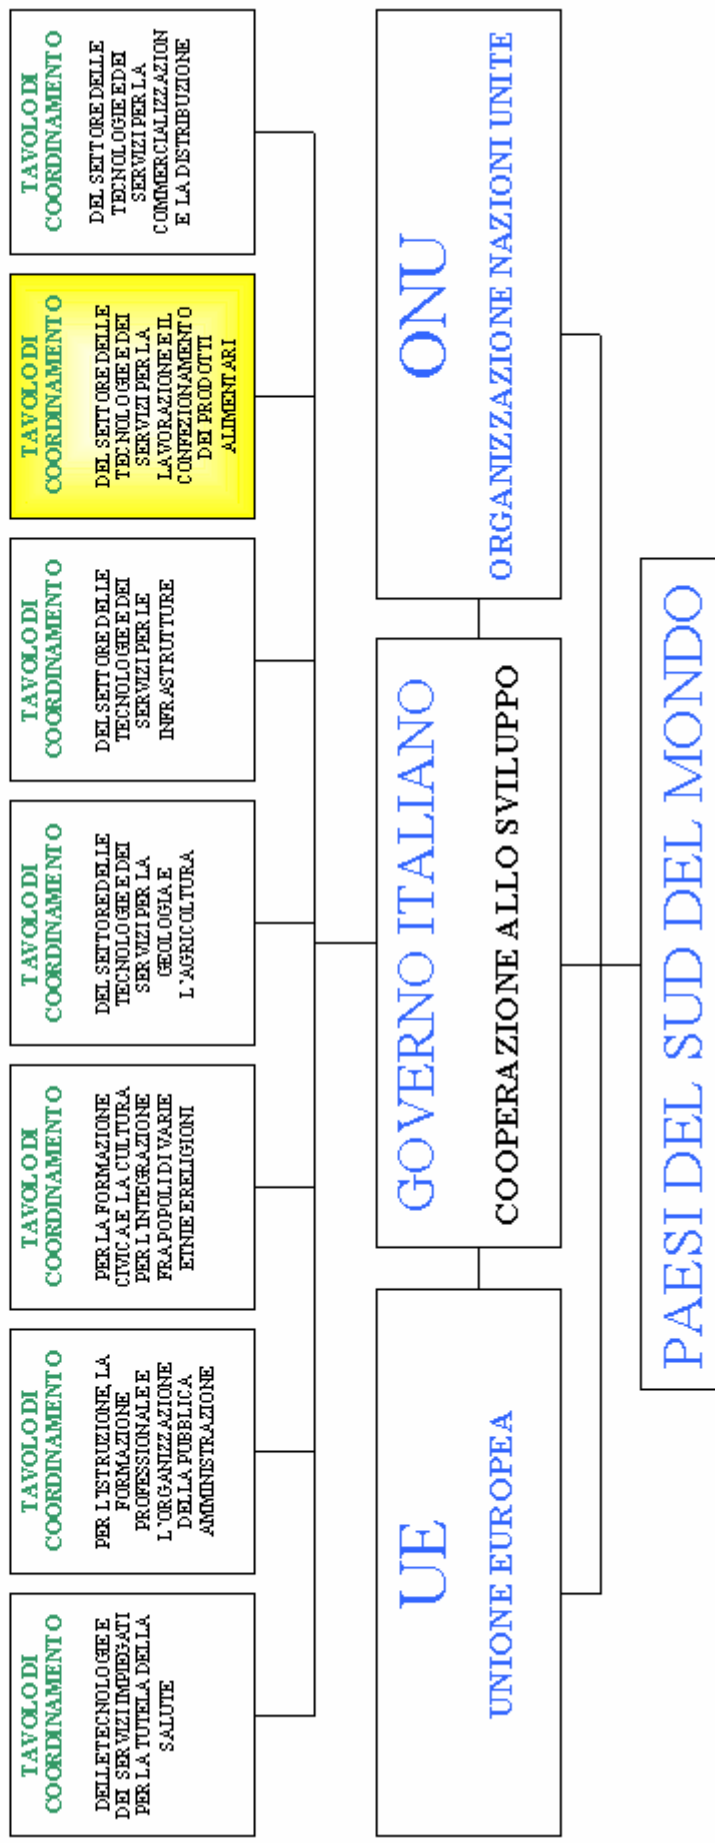 TAVOLO DI
COORDINAMENTO
DELLE TECNOLOGIE E
DEI SERVIZI IMPIEGATI
PER LA TUTELA DELLA
SALUTE
TAVOLO DI
COORDINAMENTO
PER L'ISTRUZIONE, LA
FORMAZIONE
PROFESSIONALE E
L'ORGANIZZAZIONE
DELLA PUBBLICA
AMMINISTRAZIONE
TAVOLO DI
COORDINAMENTO
PER LA FORMAZIONE
CIVICA E LA CULTURA
PER L'INTEGRAZIONE
FRA POPOLI DI VARIE
ETNIE E RELIGIONI
TAVOLO DI
COORDINAMENTO
DEL SETTORE DELLE
TECNOLOGIE E DEI
SERVIZI PER LA
GEOLOGIA E
L'AGRICOLTURA
TAVOLO DI
COORDINAMENTO
DEL SETTORE DELLE
TECNOLOGIE E DEI
SERVIZI PER LE
INFRASTRUTTURE
TAVOLO DI
COORDINAMENTO
DEL SETTORE DELLE
TECNOLOGIE E DEI
SERVIZI PER LA
LAVORAZIONE E IL
CONFEZIONAMENTO
DEI PRODOTTI
ALIMENTARI
TAVOLO DI
COORDINAMENTO
DEL SETTORE DELLE
TECNOLOGIE E DEI
SERVIZI PER LA
COMMERCIALIZZAZION
E LA DISTRIBUZIONE
UE
UNIONE EUROPEA
GOVERNO ITALIANO
COOPERAZIONE ALLO SVILUPPO
ONU
ORGANIZZAZIONE NAZIONI UNITE
PAESI DEL SUD DEL MONDO